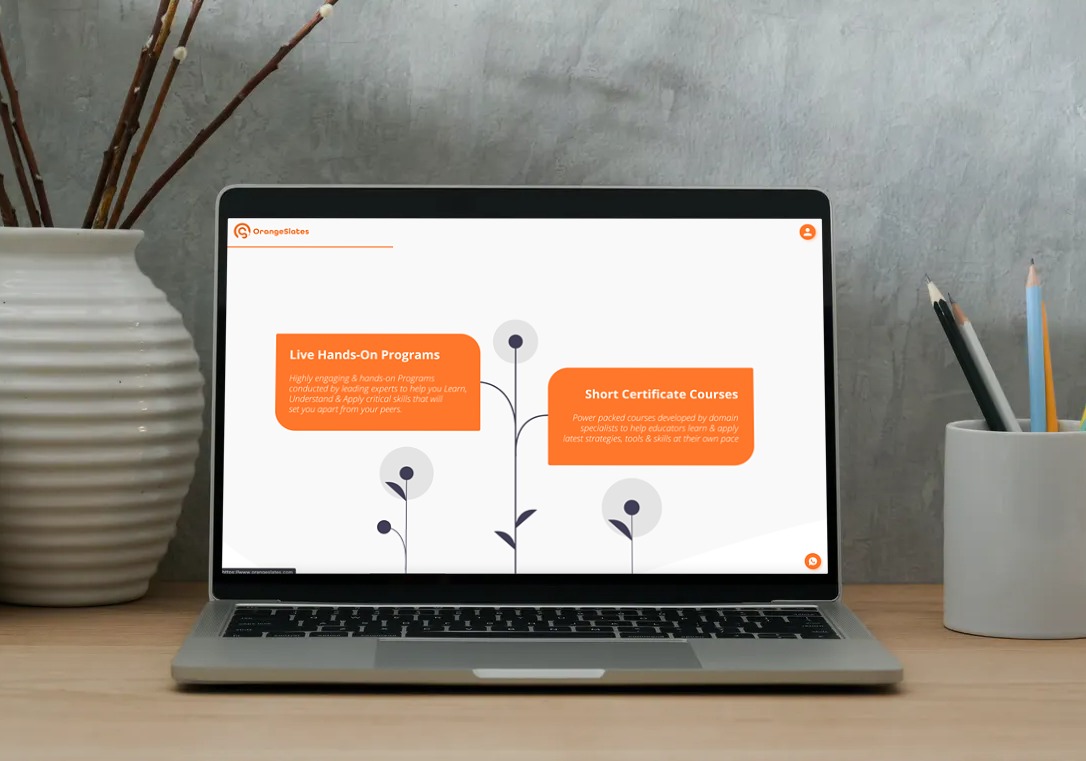 OrangeSlates
Live Hands-On Programs
Highly engaging & hands-on Programs,
conducted by leading experts to help you Learn,
Understand & Apply critical skills that will
set you apart from your peers.
Short Certificate Courses
Power packed courses developed by domain
specialists to help educators learn & apply
latest strategies, tools & skills at their own pace
https://www.orangeslates.com